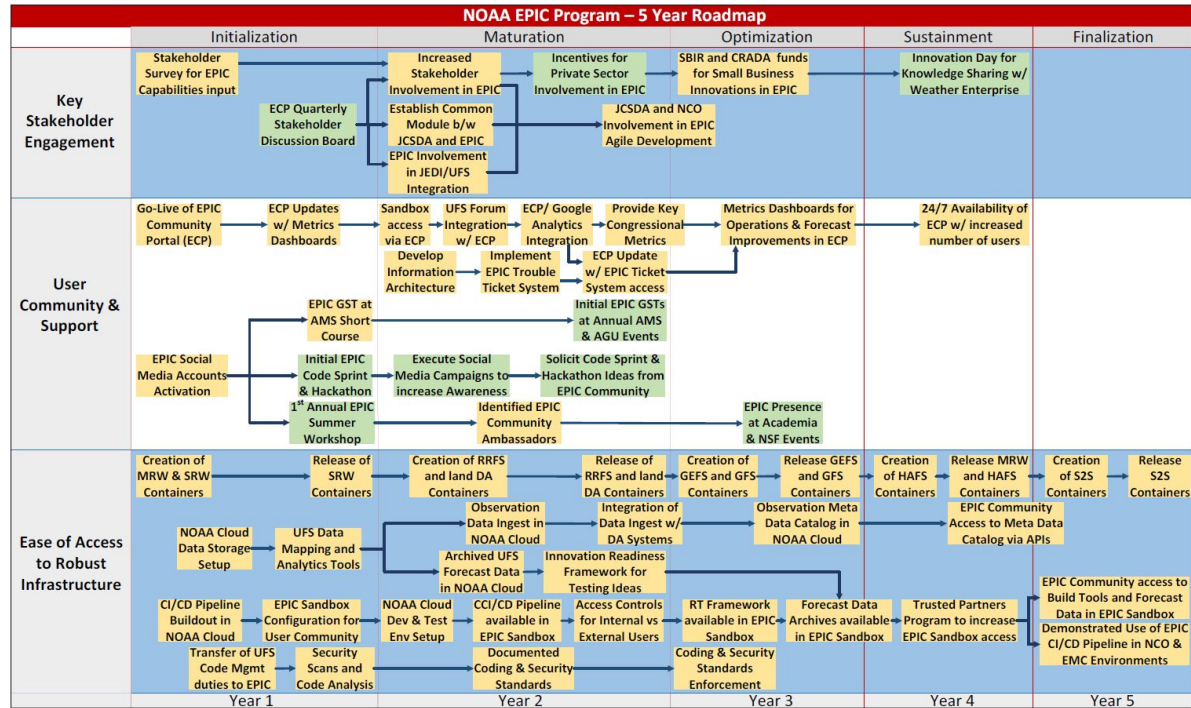 NOAA EPIC Program – 5 Year Roadmap
Initialization
Maturation
Optimization
Sustainment
Finalization
Key
Stakeholder
Engagement
Stakeholder
Survey for EPIC
Capabilities input
Increased
Stakeholder
Involvement in EPIC
Incentives for
Private Sector
Involvement in EPIC
SBIR and CRADA funds
for Small Business
Innovations in EPIC
Innovation Day for
Knowledge Sharing w/
Weather Enterprise
ECP Quarterly
Stakeholder
Discussion Board
Establish Common
Module b/w
JCSDA and EPIC
JCSDA and NCO
Involvement in EPIC
Agile Development
EPIC Involvement
in JEDI/UFS
Integration
User
Community &
Support
Go-Live of EPIC
Community
Portal (ECP)
ECP Updates
w/ Metrics
Dashboards
Sandbox
access
via ECP
UFS Forum
Integration
w/ ECP
ECP/ Google
Analytics
Integration
Provide Key
Congressional
Metrics
Metrics Dashboards for
Operations & Forecast
Improvements in ECP
24/7 Availability of
ECP w/ increased
number of users
Develop
Information
Architecture
Implement
EPIC Trouble
Ticket System
ECP Update
w/ EPIC Ticket
System access
EPIC GST at
AMS Short
Course
Initial EPIC GSTs
at Annual AMS
& AGU Events
EPIC Social
Media Accounts
Activation
Initial EPIC
Code Sprint
& Hackathon
Execute Social
Media Campaigns to
increase Awareness
Solicit Code Sprint &
Hackathon Ideas from
EPIC Community
1st Annual EPIC
Summer
Workshop
Identified EPIC
Community
Ambassadors
EPIC Presence
at Academia
& NSF Events
Ease of Access
to Robust
Infrastructure
Creation of
MRW & SRW
Containers
Release of
SRW
Containers
Creation of RRFS
and land DA
Containers
Release of
RRFS and land
DA Containers
Creation of
GEFS and GFS
Containers
Release GEFS
and GFS
Containers
Creation
of HAFS
Containers
Release MRW
and HAFS
Containers
Creation
of S2S
Containers
Release
S2S
Containers
NOAA Cloud
Data Storage
Setup
UFS Data
Mapping and
Analytics Tools
Observation
Data Ingest in
NOAA Cloud
Integration of
Data Ingest w/
DA Systems
Observation Meta
Data Catalog in
NOAA Cloud
EPIC Community
Access to Meta Data
Catalog via APIs
Archived UFS
Forecast Data
in NOAA Cloud
Innovation Readiness
Framework for
Testing Ideas
CI/CD Pipeline
Buildout in
NOAA Cloud
EPIC Sandbox
Configuration for
User Community
NOAA Cloud
Dev & Test
Env Setup
CCI/CD Pipeline
available in
EPIC Sandbox
Access Controls
for Internal vs
External Users
RT Framework
available in EPIC
Sandbox
Forecast Data
Archives available
in EPIC Sandbox
Trusted Partners
Program to increase
EPIC Sandbox access
EPIC Community access to
Build Tools and Forecast
Data in EPIC Sandbox
Demonstrated Use of EPIC
CI/CD Pipeline in NCO &
EMC Environments
Transfer of UFS
Code Mgmt
duties to EPIC
Security
Scans and
Code Analysis
Documented
Coding & Security
Standards
Coding & Security
Standards
Enforcement
Year 1
Year 2
Year 3
Year 4
Year 5